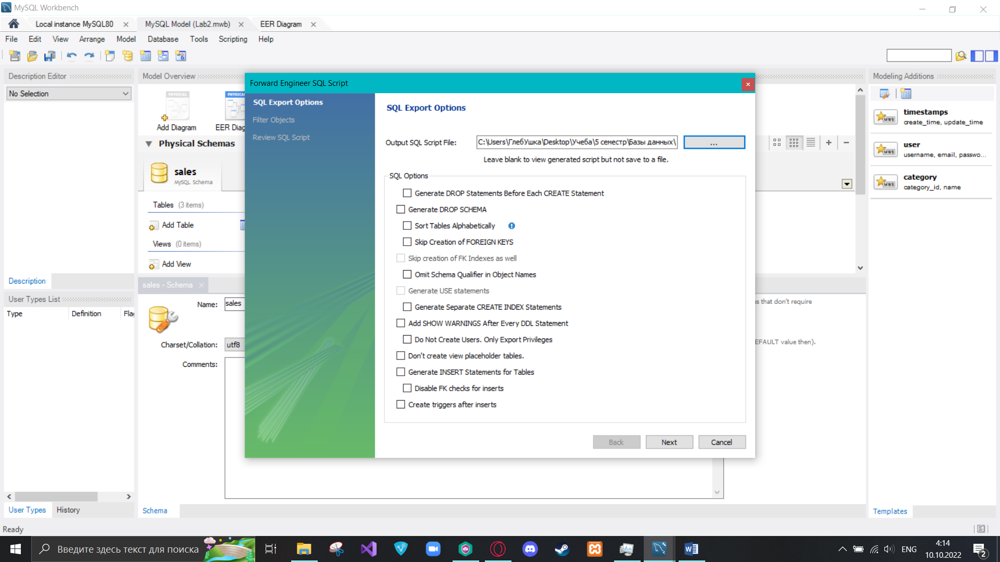 MySQL Workbench
Local instance MySQL80
MySQL Model (Lab2.mwb)
EER Diagram
File Edit View Arrange Model Database Tools Scripting Help
Description Editor
No Selection
Description
User Types List
Type Definition Flag
User Types History
Model Overview
PHYSICAL
Add Diagram
PHYSICA
EER Diag
Physical Schemas
sales
MySQL Schema
Tables (3 items)
Add Table
Views (0 items)
Add View
sales - Schema
Name: sales
Charset/Collation: utf8
Comments:
Schema
Forward Engineer SQL Script
SQL Export Options
Filter Objects
Review SQL Script
SQL Export Options
Output SQL Script File: C:\Users\ГлебУшка\Desktop\Учеба\5 семестр\Базы данных\ ...
Leave blank to view generated script but not save to a file.
SQL Options
Generate DROP Statements Before Each CREATE Statement
Generate DROP SCHEMA
Sort Tables Alphabetically
Skip Creation of FOREIGN KEYS
Skip creation of FK Indexes as well
Omit Schema Qualifier in Object Names
Generate USE statements
Generate Separate CREATE INDEX Statements
Add SHOW WARNINGS After Every DDL Statement
Do Not Create Users. Only Export Privileges
Don't create view placeholder tables.
Generate INSERT Statements for Tables
Disable FK checks for inserts
Create triggers after inserts
Back Next Cancel
es that don't require
EFAULT value then).
Modeling Additions
MWB
timestamps
create_time, update_time
MWB
user
username, email, passwo...
MWB
category
category_id, name
Templates
Ready
Введите здесь текст для поиска
ENG
4:14
10.10.2022
2